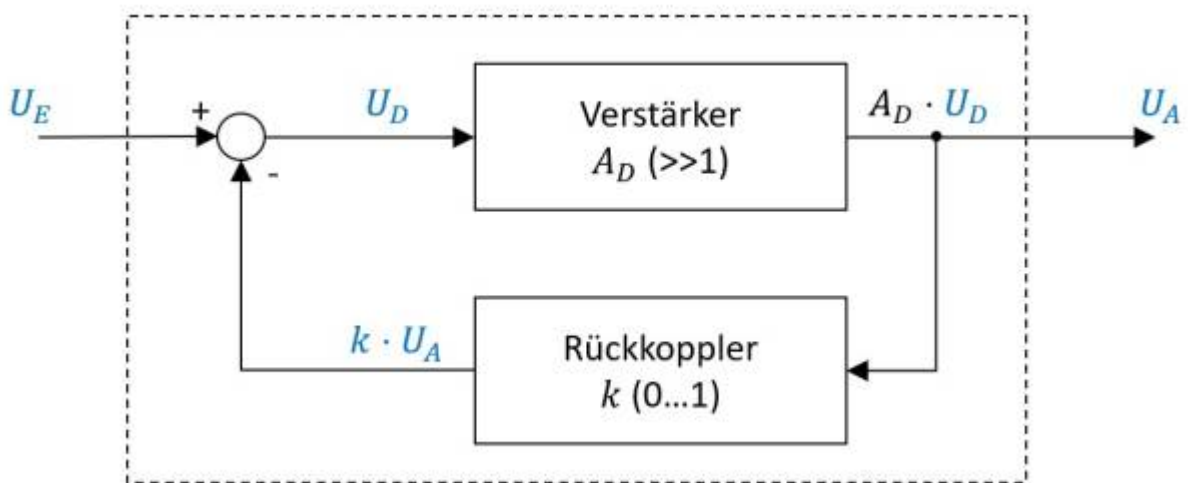 U_E
+
-
U_D
Verstärker
A_D (>>1)
A_D · U_D
U_A
k · U_A
Rückkoppler
k (0...1)